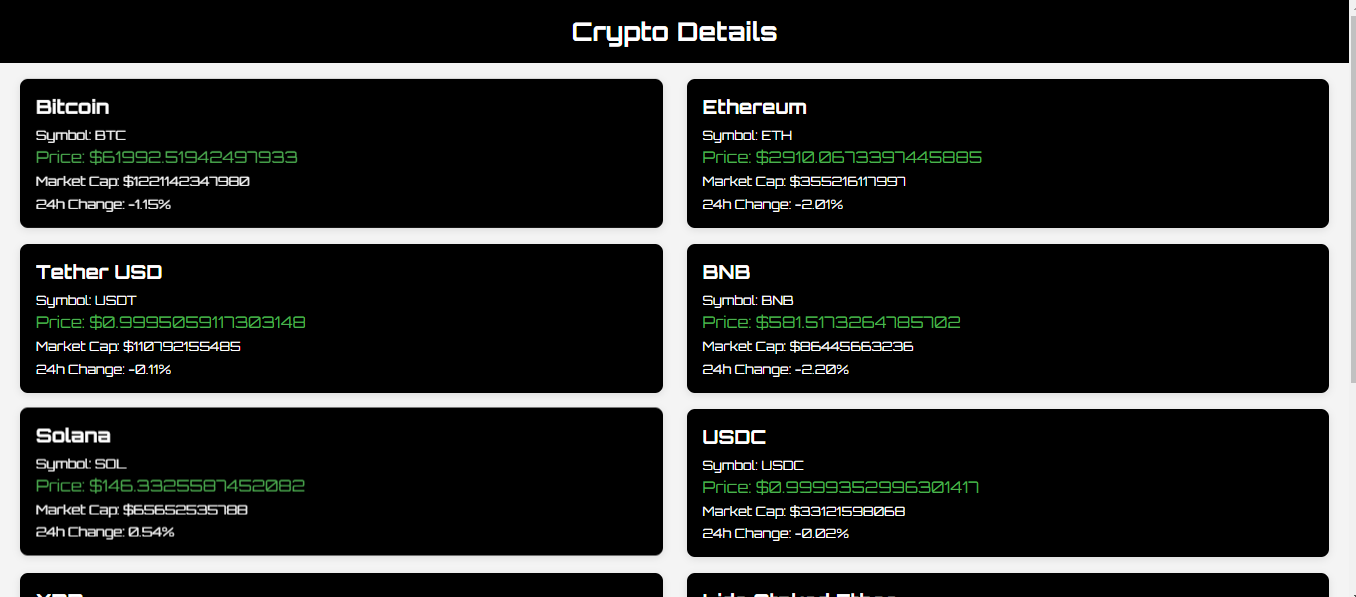 Crypto Details
Bitcoin
Symbol: BTC
Price: $61992.51942497933
Market Cap: $1221142347980
24h Change: -1.15%
Ethereum
Symbol: ETH
Price: $2910.0673397445885
Market Cap: $355216117997
24h Change: -2.01%
Tether USD
Symbol: USDT
Price: $0.9995059117303148
Market Cap: $110792155485
24h Change: -0.11%
BNB
Symbol: BNB
Price: $581.5173264785702
Market Cap: $86445663236
24h Change: -2.20%
Solana
Symbol: SOL
Price: $146.33255587452082
Market Cap: $65652535788
24h Change: 0.54%
USDC
Symbol: USDC
Price: $0.9999352996301417
Market Cap: $33121598068
24h Change: -0.02%